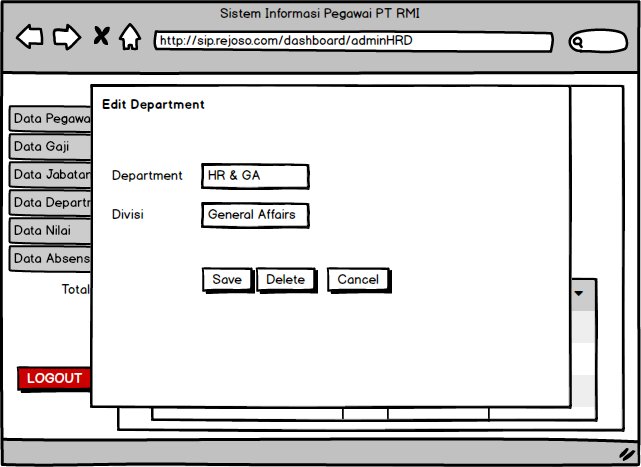 Sistem Informasi Pegawai PT RMI
http://sip.rejoso.com/dashboard/adminHRD
Edit Department
Data Pegawa
Data Gaji
Data Jabatan
Data Departm
Data Nilai
Data Absens
Total
LOGOUT
Department HR & GA
Divisi General Affairs
Save Delete Cancel